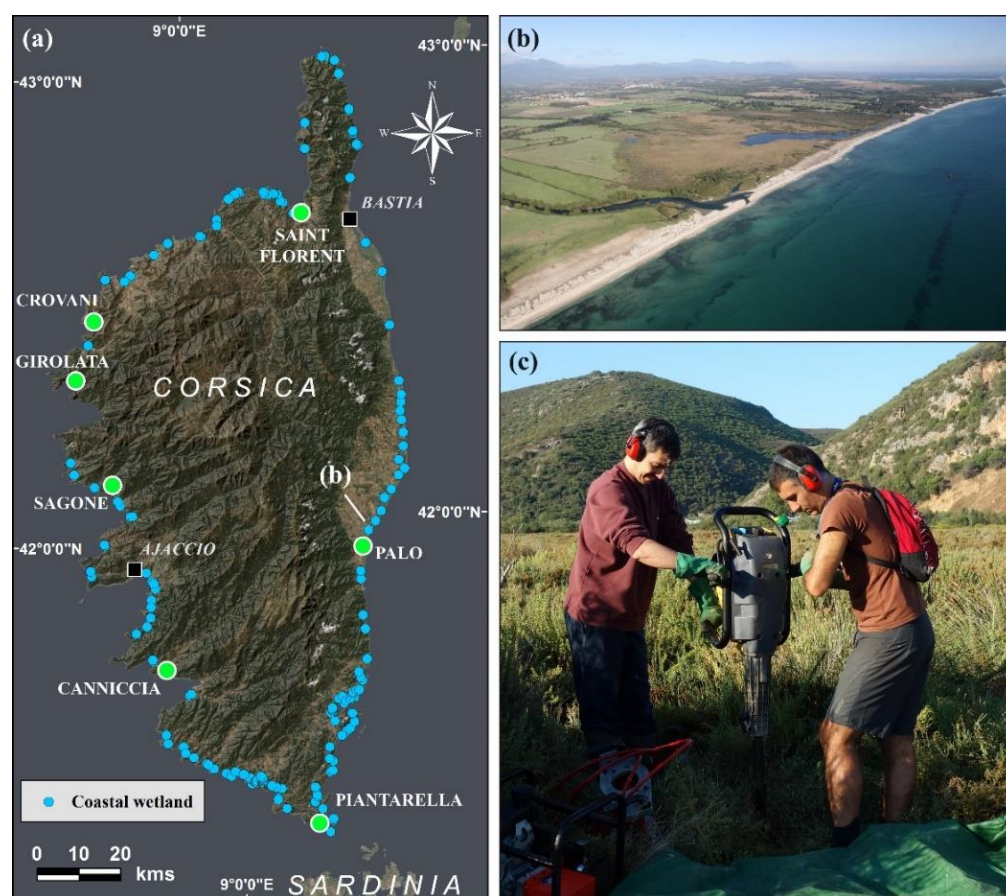 (a)
9°0'0"E
43°0'0"N
43°0'0"N
N
W E
S
BASTIA
SAINT
FLORENT
CROVANI
GIROLATA
CORSICA
(b)
SAGONE
42°0'0"N
42°0'0"N
AJACCIO
PALO
CANNICCIA
Coastal wetland
PIANTARELLA
0 10 20
kms
9°0'0"E
SARDINIA
(b)
(c)